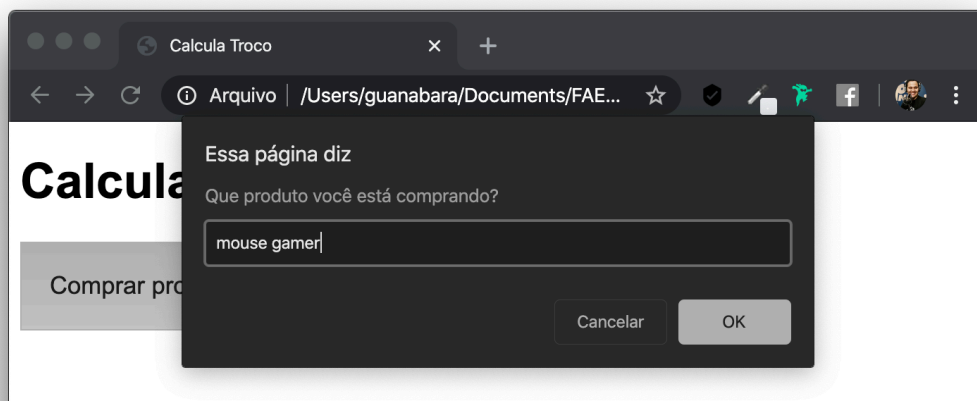 Calcula Troco
Arquivo | /Users/guanabara/Documents/FAE...
Essa página diz
Calcula
Que produto você está comprando?
mouse gamer
Comprar pro
Cancelar
OK